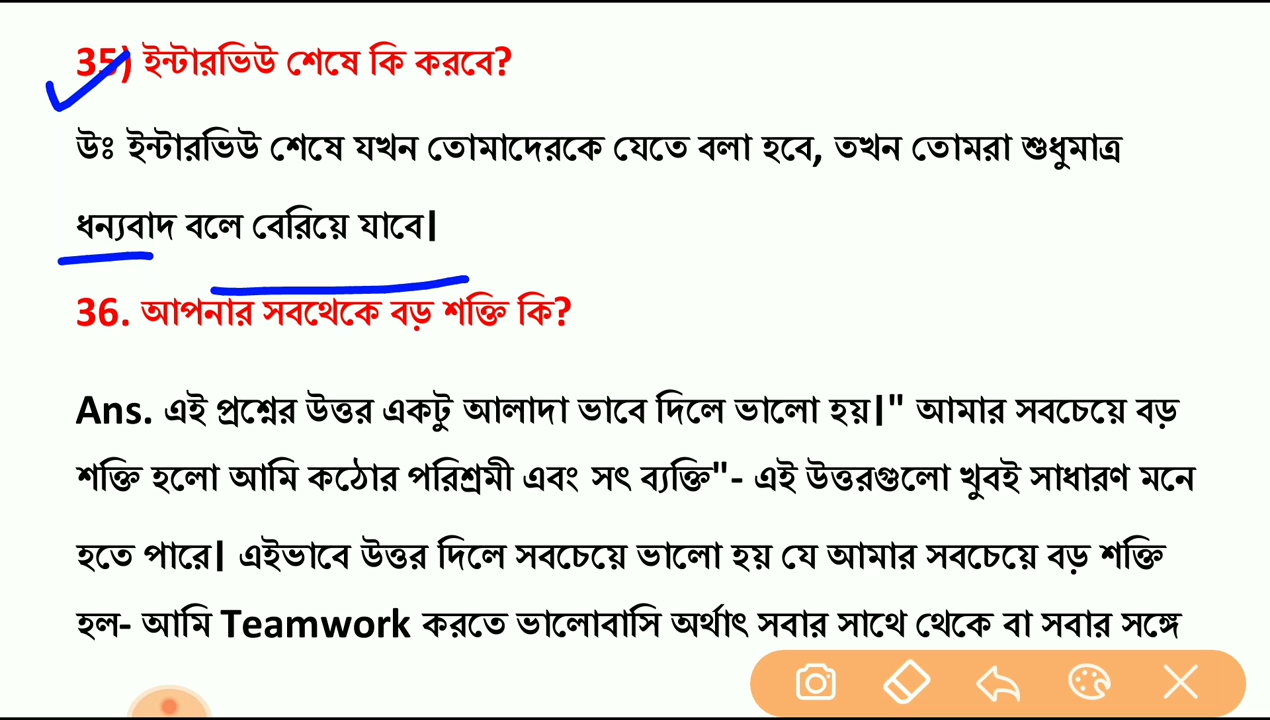 35) ইন্টারভিউ শেষে কি করবে?
উঃ ইন্টারভিউ শেষে যখন তোমাদেরকে যেতে বলা হবে, তখন তোমরা শুধুমাত্র
ধন্যবাদ বলে বেরিয়ে যাবে।
36. আপনার সবথেকে বড় শক্তি কি?
Ans. এই প্রশ্নের উত্তর একটু আলাদা ভাবে দিলে ভালো হয়।" আমার সবচেয়ে বড়
শক্তি হলো আমি কঠোর পরিশ্রমী এবং সৎ ব্যক্তি"- এই উত্তরগুলো খুবই সাধারণ মনে
হতে পারে। এইভাবে উত্তর দিলে সবচেয়ে ভালো হয় যে আমার সবচেয়ে বড় শক্তি
হল- আমি Teamwork করতে ভালোবাসি অর্থাৎ সবার সাথে থেকে বা সবার সঙ্গে